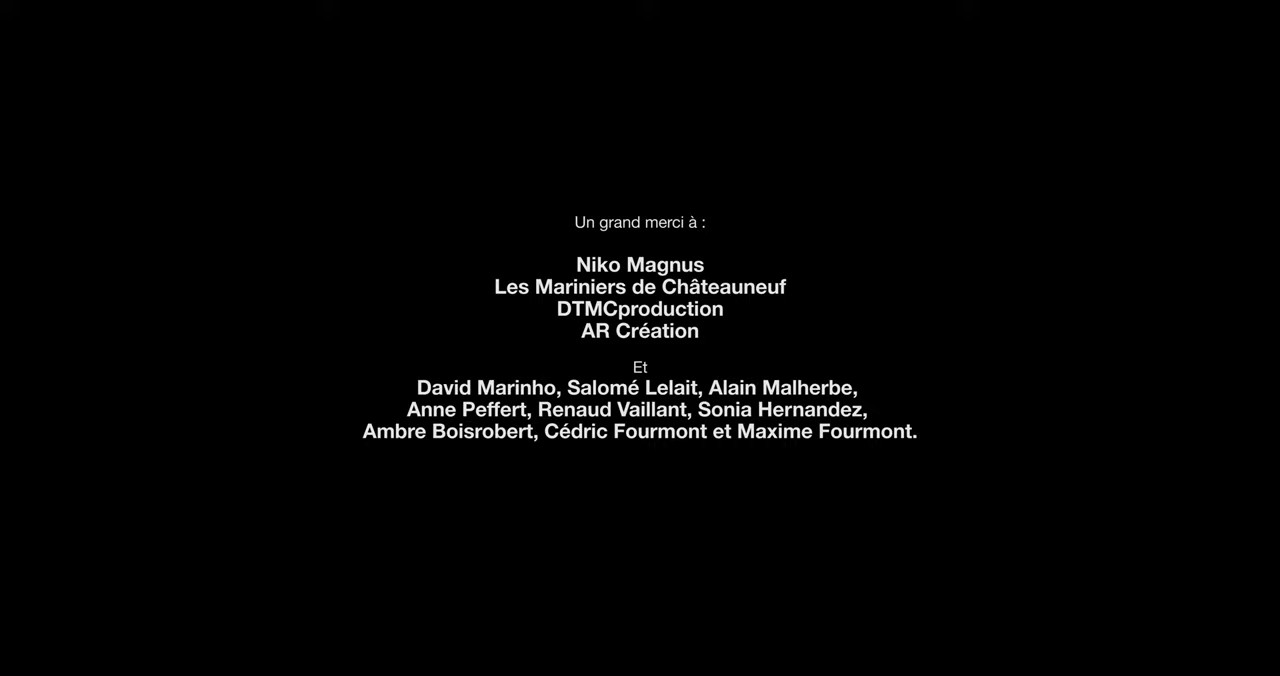 Un grand merci à :
Niko Magnus
Les Mariniers de Châteauneuf
DTMCproduction
AR Création
Et
David Marinho, Salomé Lelait, Alain Malherbe,
Anne Peffert, Renaud Vaillant, Sonia Hernandez,
Ambre Boisrobert, Cédric Fourmont et Maxime Fourmont.